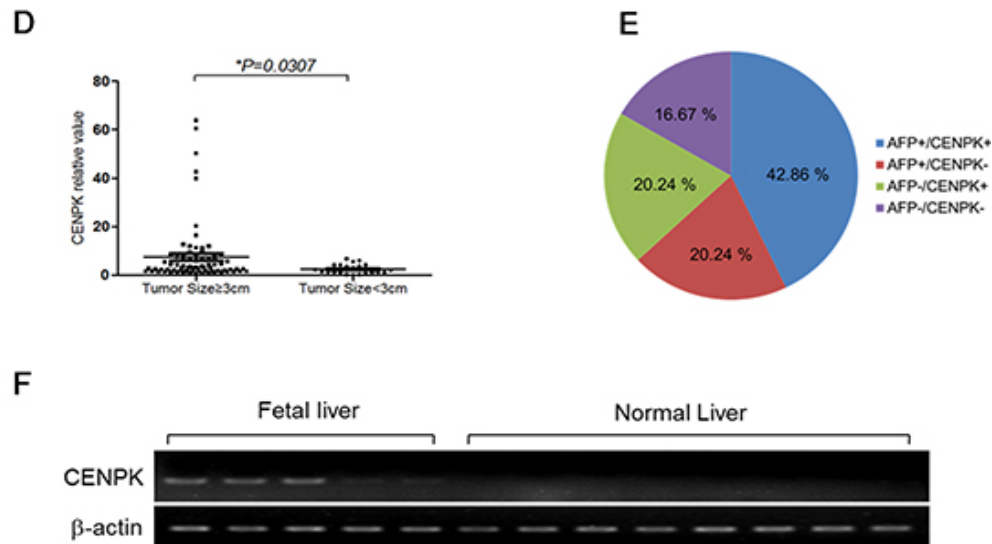 D
*P=0.0307
CENPK relative value
80
60
40
20
0
Tumor Size≥3cm
Tumor Size<3cm
E
16.67 %
42.86 %
20.24 %
20.24 %
AFP+/CENPK+
AFP+/CENPK-
AFP-/CENPK+
AFP-/CENPK-
F
Fetal liver
Normal Liver
CENPK
β-actin